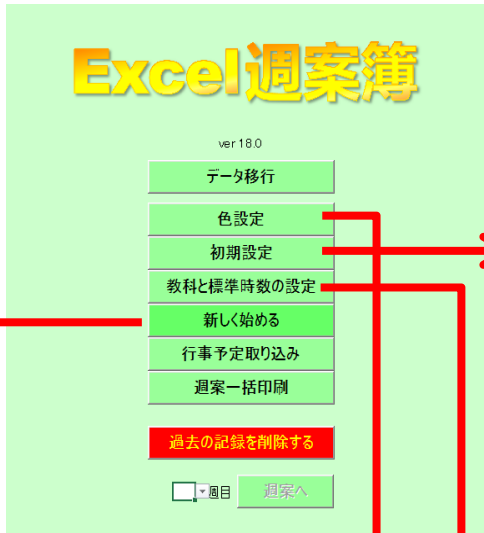 Excel週案簿
ver 18.0
データ移行
色設定
初期設定
教科と標準時数の設定
新しく始める
行事予定取り込み
週案一括印刷
過去の記録を削除する
週目 週案へ